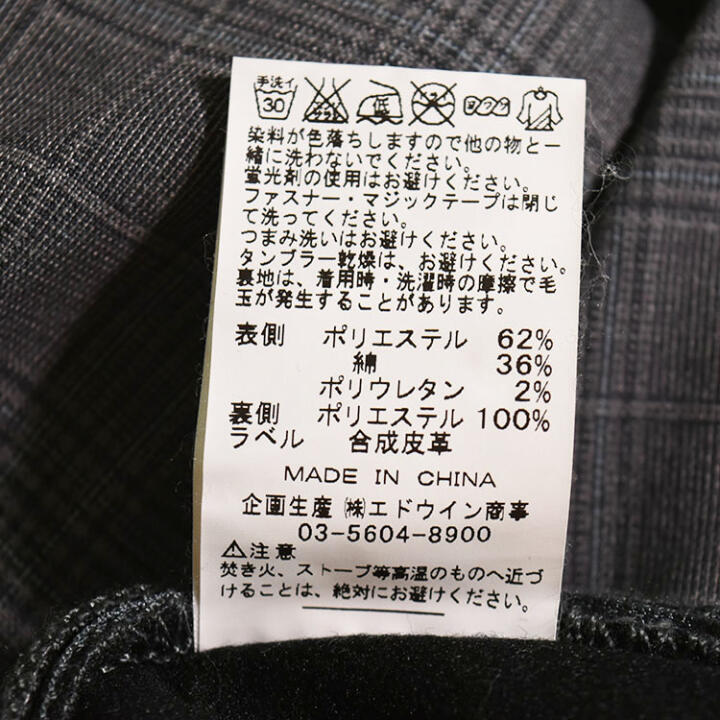 手洗イ
30 低 ヨワク
染料が色落ちしますので他の物と一
緒に洗わないでください。
蛍光剤の使用はお避けください。
ファスナー・マジックテープは閉じ
て洗ってください。
つまみ洗いはお避けください。
タンブラー乾燥は、お避けください。
裏地は、着用時・洗濯時の摩擦で毛
玉が発生することがあります。
表側 ポリエステル 62%
綿 36%
ポリウレタン 2%
裏側 ポリエステル 100%
ラベル 合成皮革
MADE IN CHINA
企画生産 ㈱エドウイン商事
03-5604-8900
⚠注意
焚き火、ストーブ等高温のものへ近づ
けることは、絶対にお避けください。